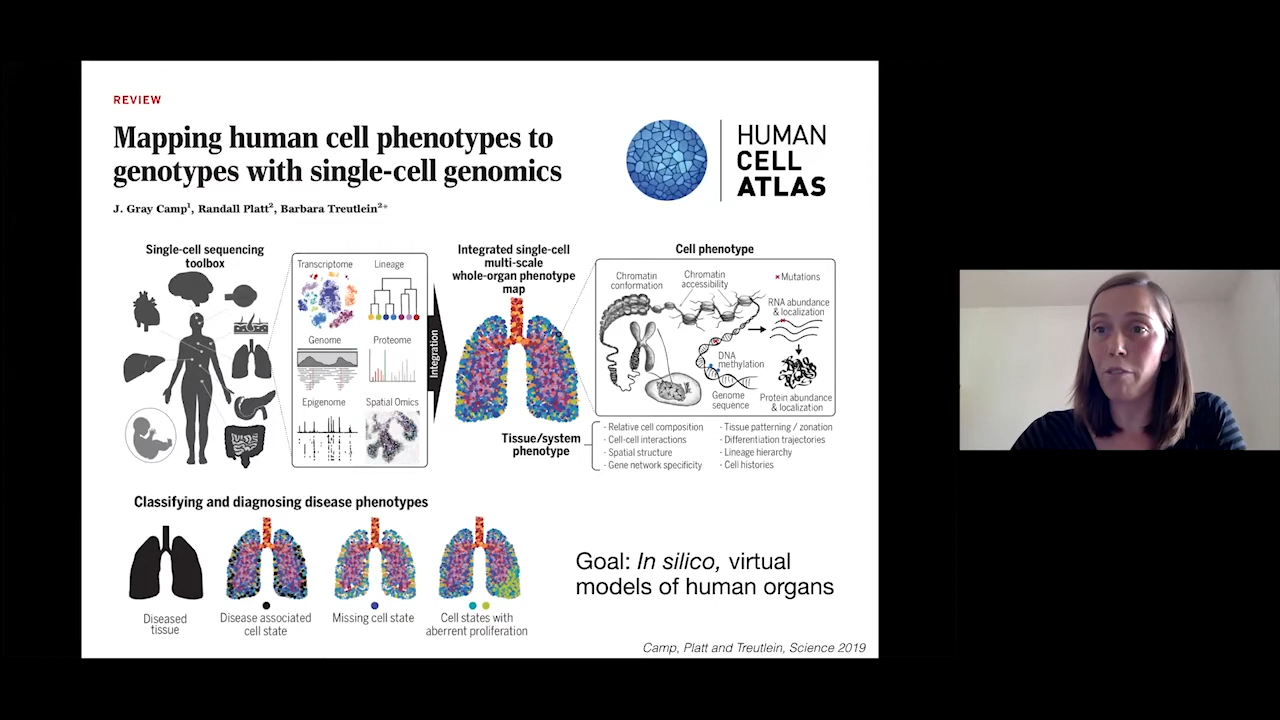 REVIEW
Mapping human cell phenotypes to
genotypes with single-cell genomics
J. Gray Camp1, Randall Platt2, Barbara Treutlein2*
HUMAN
CELL
ATLAS
Single-cell sequencing
toolbox
Transcriptome
Lineage
Genome
Proteome
Epigenome
Spatial Omics
Integration
Integrated single-cell
multi-scale
whole-organ phenotype
map
Cell phenotype
Chromatin
conformation
Chromatin
accessibility
Mutations
RNA abundance
& localization
DNA
methylation
Genome
sequence
Protein abundance
& localization
Tissue/system
phenotype
- Relative cell composition
- Cell-cell interactions
- Spatial structure
- Gene network specificity
- Tissue patterning / zonation
- Differentiation trajectories
- Lineage hierarchy
- Cell histories
Classifying and diagnosing disease phenotypes
Diseased
tissue
Disease associated
cell state
Missing cell state
Cell states with
aberrent proliferation
Goal: In silico, virtual
models of human organs
Camp, Platt and Treutlein, Science 2019